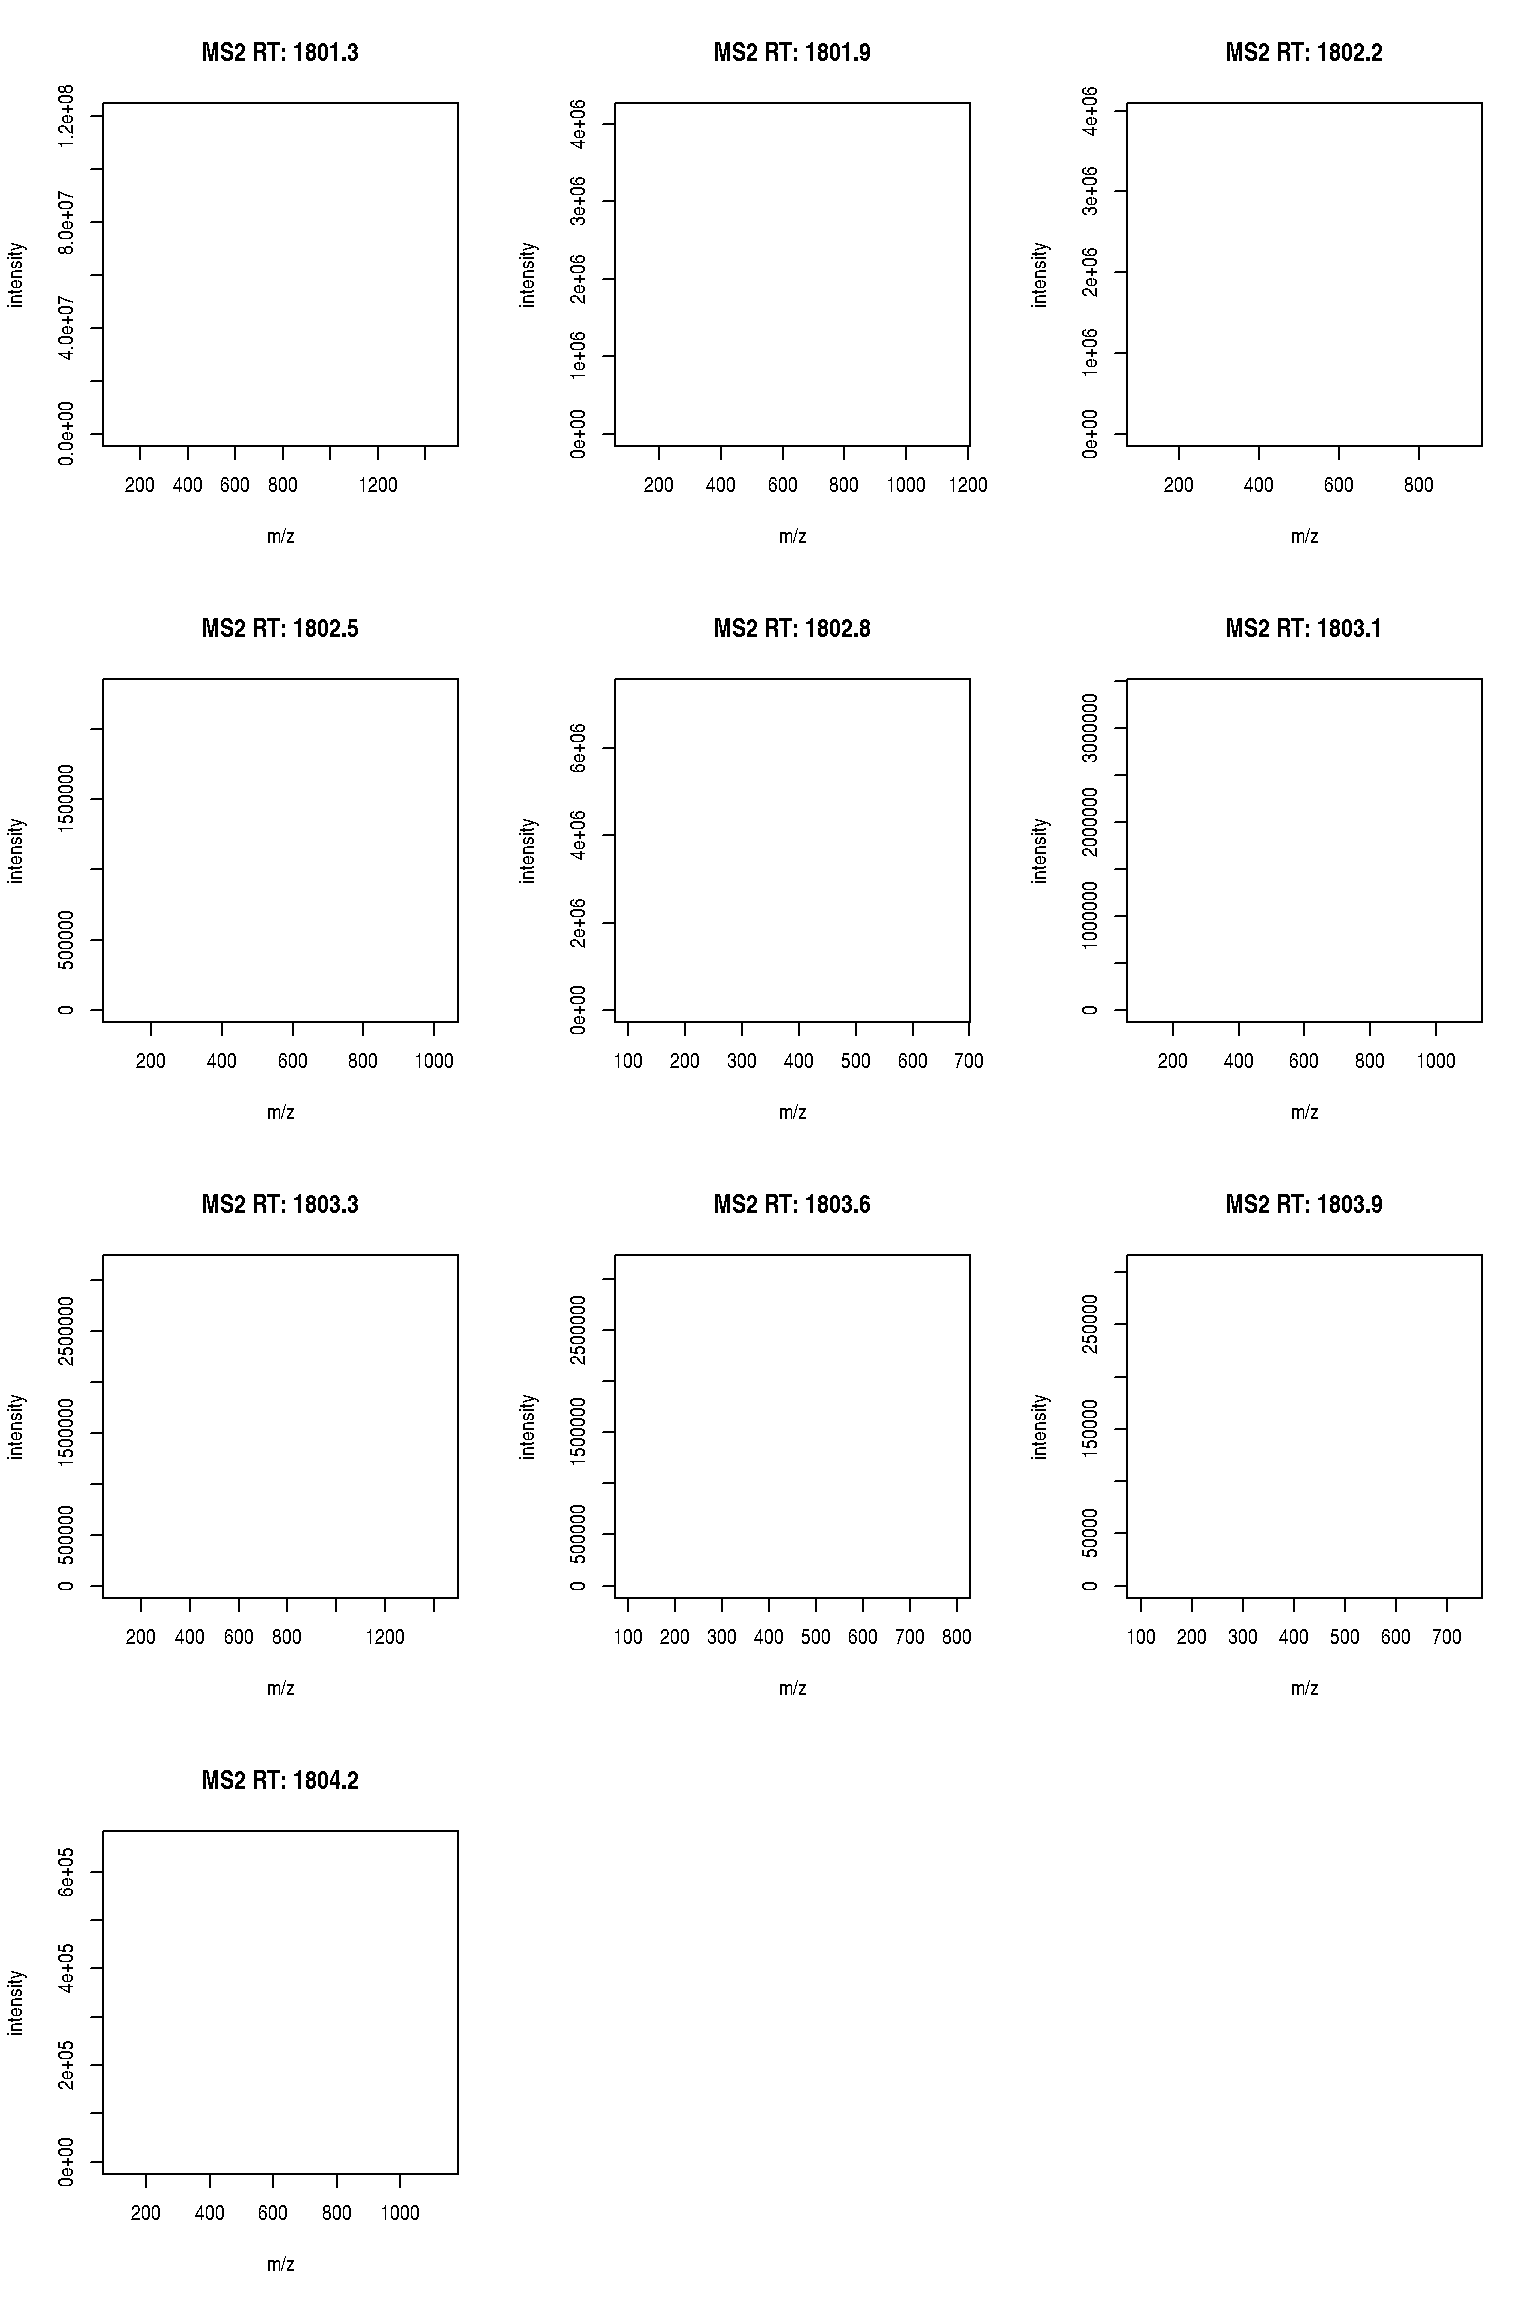 MS2 RT: 1801.3
1.2e+08
8.0e+07
4.0e+07
0.0e+00
intensity
200 400 600 800 1200
m/z
MS2 RT: 1801.9
4e+06
3e+06
2e+06
1e+06
0e+00
intensity
200 400 600 800 1000 1200
m/z
MS2 RT: 1802.2
4e+06
3e+06
2e+06
1e+06
0e+00
intensity
200 400 600 800
m/z
MS2 RT: 1802.5
1500000
500000
0
intensity
200 400 600 800 1000
m/z
MS2 RT: 1802.8
6e+06
4e+06
2e+06
0e+00
intensity
100 200 300 400 500 600 700
m/z
MS2 RT: 1803.1
3000000
2000000
1000000
0
intensity
200 400 600 800 1000
m/z
MS2 RT: 1803.3
2500000
1500000
500000
0
intensity
200 400 600 800 1200
m/z
MS2 RT: 1803.6
2500000
1500000
500000
0
intensity
100 200 300 400 500 600 700 800
m/z
MS2 RT: 1803.9
250000
150000
50000
0
intensity
100 200 300 400 500 600 700
m/z
MS2 RT: 1804.2
6e+05
4e+05
2e+05
0e+00
intensity
200 400 600 800 1000
m/z